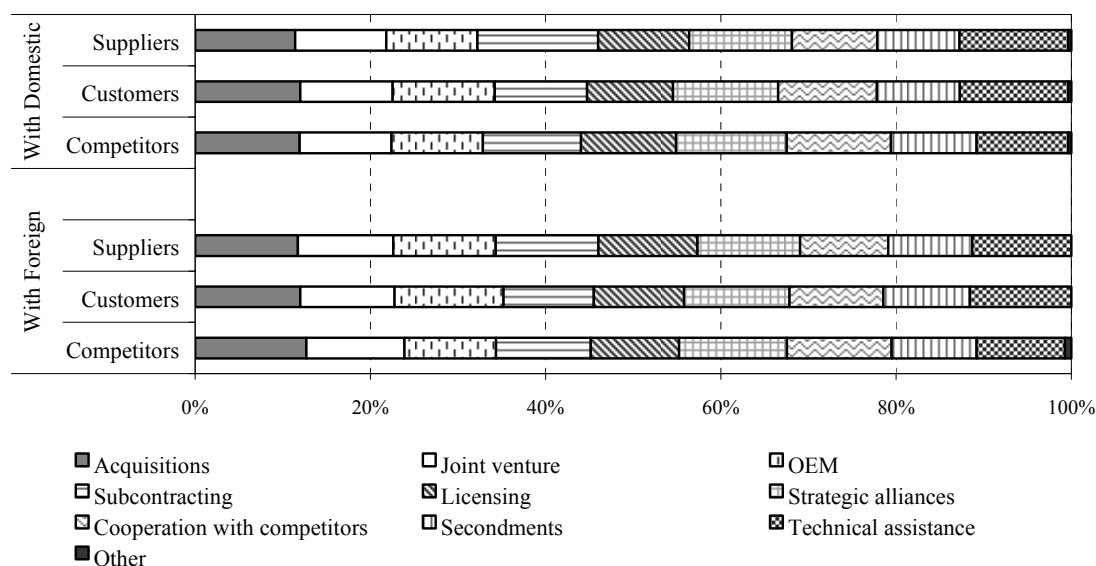 With Domestic
Suppliers
Customers
Competitors
With Foreign
Suppliers
Customers
Competitors
0% 20% 40% 60% 80% 100%
Acquisitions Joint venture OEM
Subcontracting Licensing Strategic alliances
Cooperation with competitors Secondments Technical assistance
Other